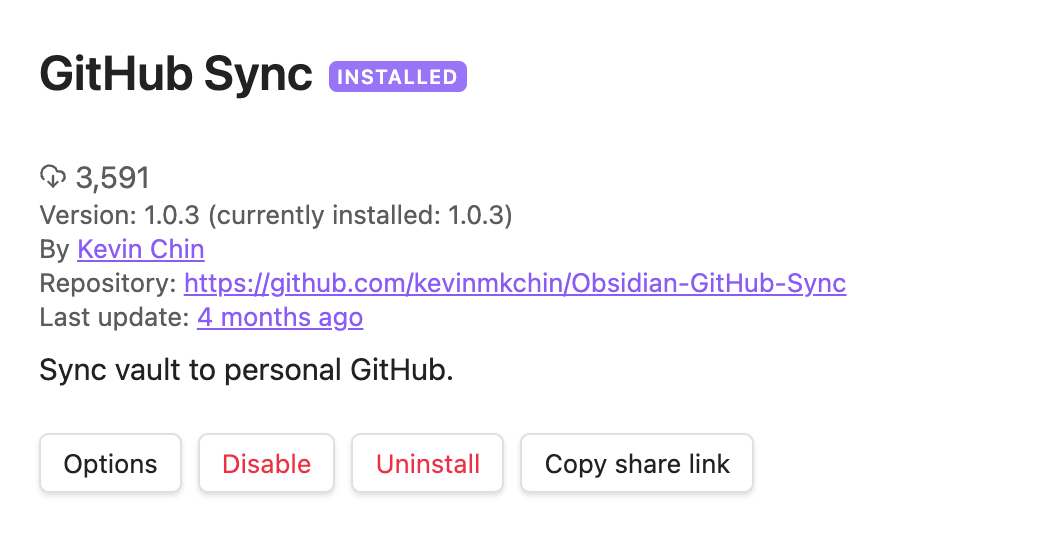 GitHub Sync INSTALLED
3,591
Version: 1.0.3 (currently installed: 1.0.3)
By Kevin Chin
Repository: https://github.com/kevinmkchin/Obsidian-GitHub-Sync
Last update: 4 months ago
Sync vault to personal GitHub.
Options Disable Uninstall Copy share link